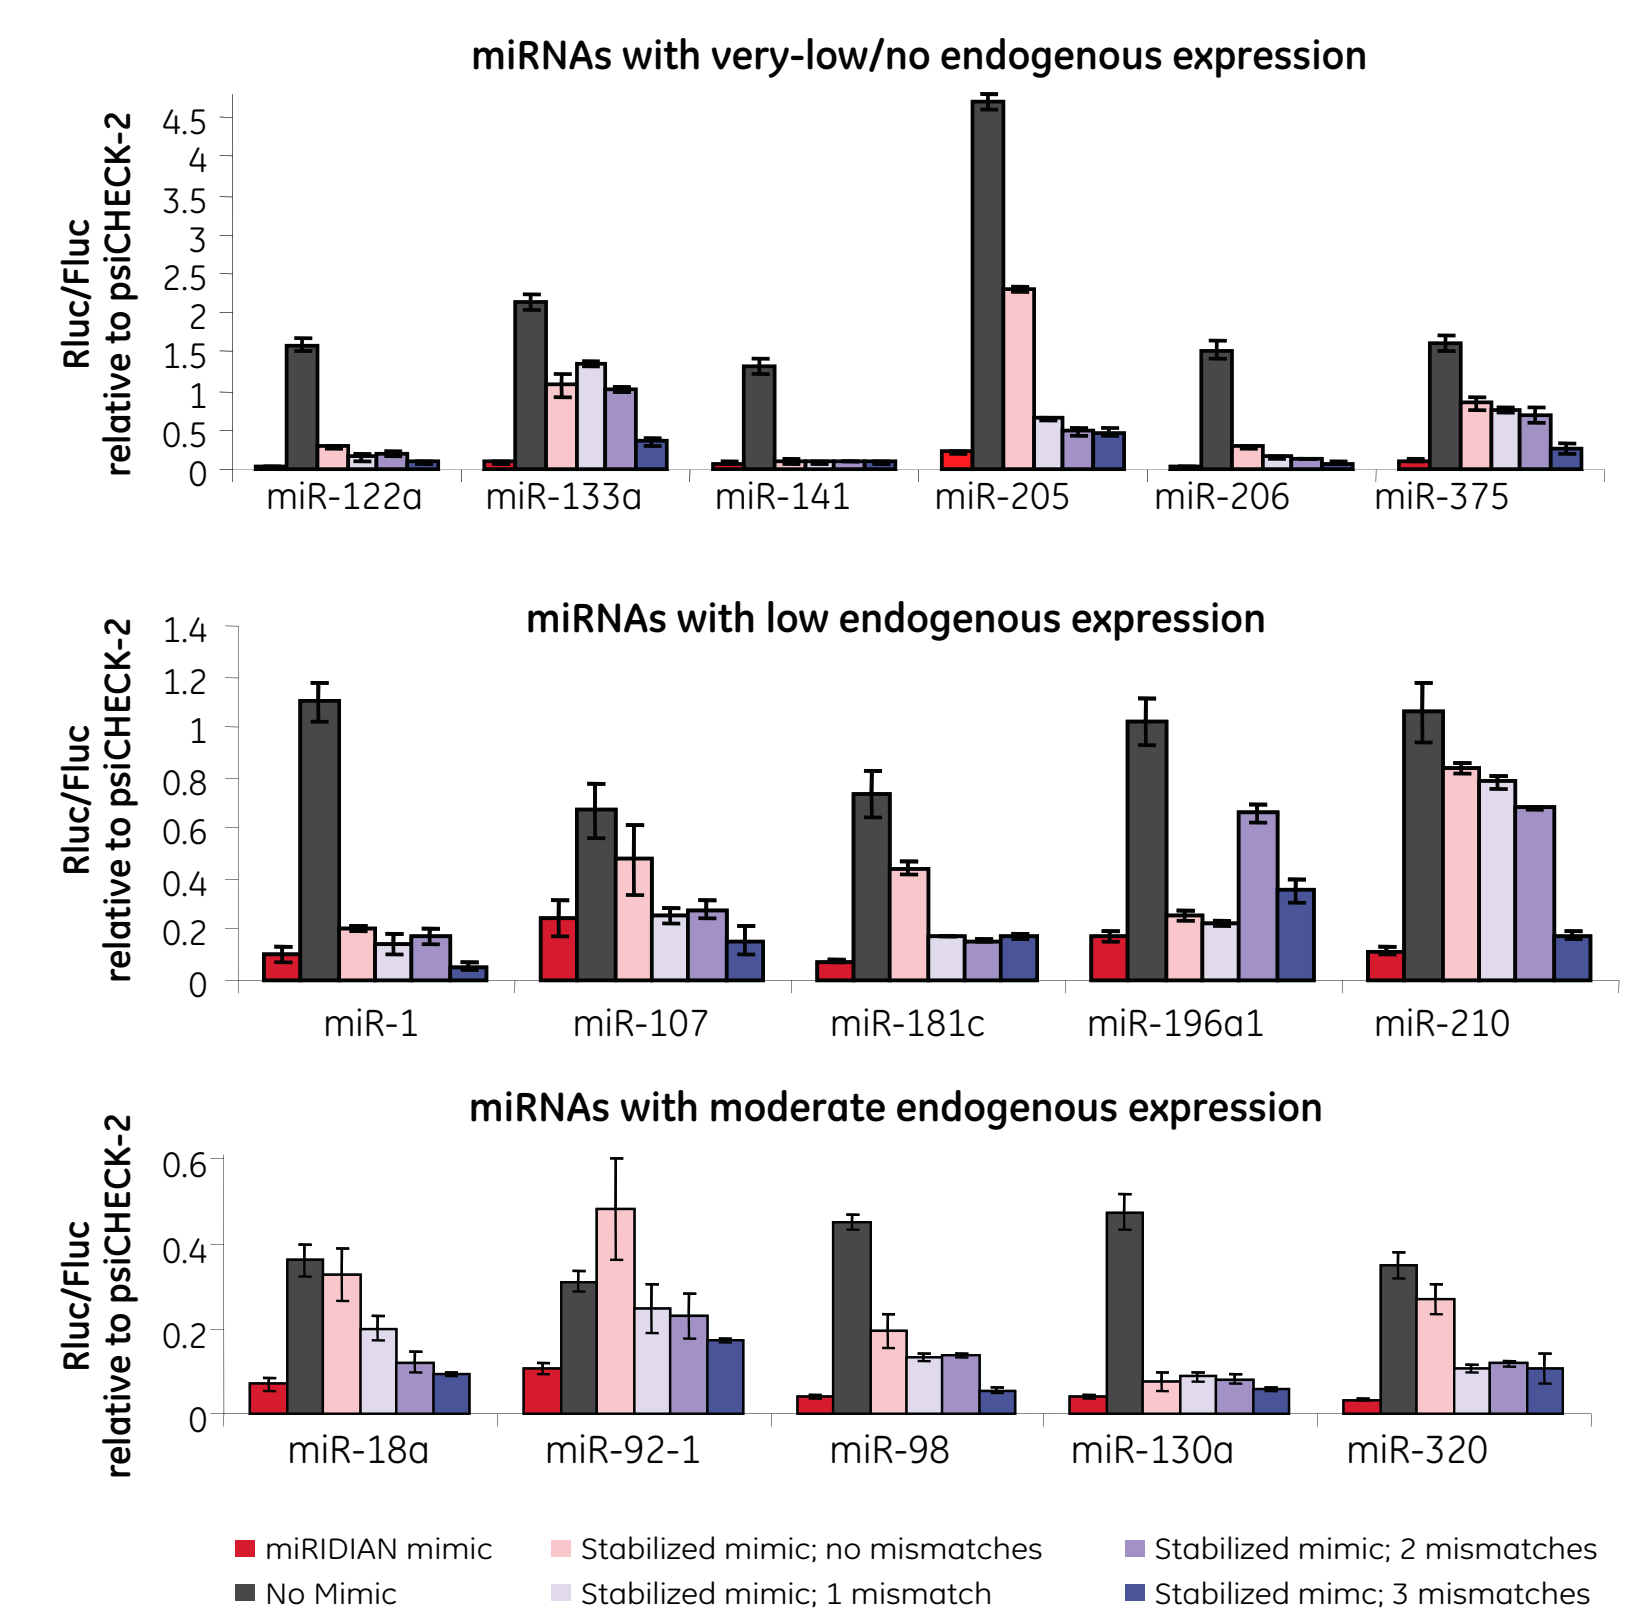 miRNAs with very-low/no endogenous expression
Rluc/Fluc
relative to psiCHECK-2
4.5
4
3.5
3
2.5
2
1.5
1
0.5
0
miR-122a miR-133a miR-141 miR-205 miR-206 miR-375
miRNAs with low endogenous expression
Rluc/Fluc
relative to psiCHECK-2
1.4
1.2
1
0.8
0.6
0.4
0.2
0
miR-1 miR-107 miR-181c miR-196a1 miR-210
miRNAs with moderate endogenous expression
Rluc/Fluc
relative to psiCHECK-2
0.6
0.4
0.2
0
miR-18a miR-92-1 miR-98 miR-130a miR-320
miRIDIAN mimic Stabilized mimic; no mismatches Stabilized mimic; 2 mismatches
No Mimic Stabilized mimic; 1 mismatch Stabilized mimc; 3 mismatches